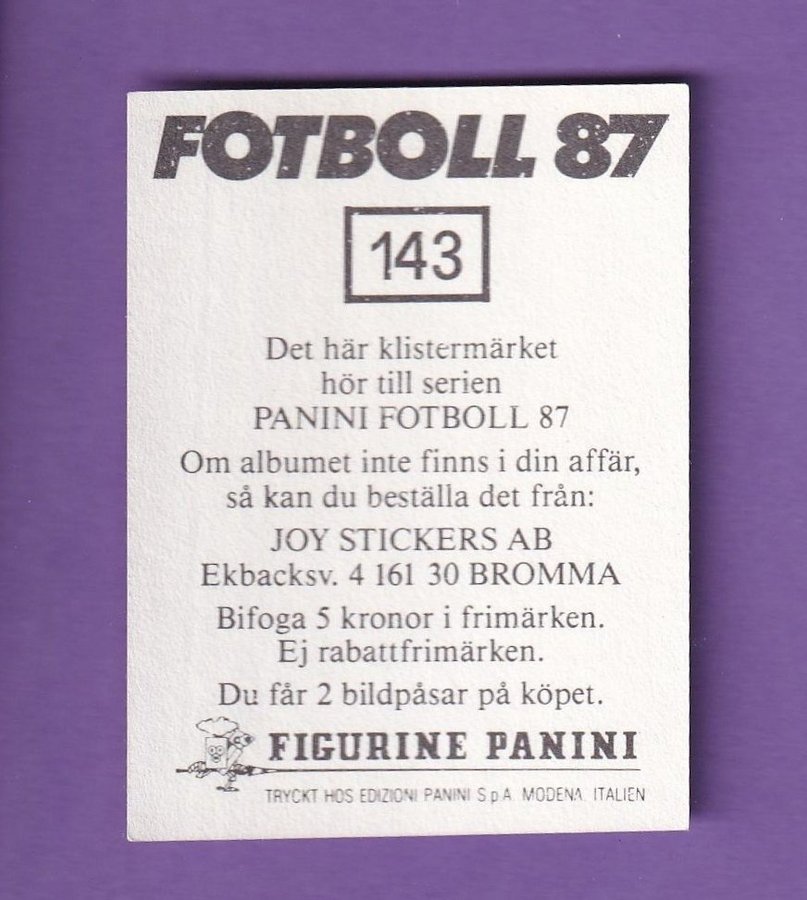 FOTBOLL 87
143
Det här klistermärket
hör till serien
PANINI FOTBOLL 87
Om albumet inte finns i din affär,
så kan du beställa det från:
JOY STICKERS AB
Ekbacksv. 4 161 30 BROMMA
Bifoga 5 kronor i frimärken.
Ej rabattfrimärken.
Du får 2 bildpåsar på köpet.
FIGURINE PANINI
TRYCKT HOS EDIZIONI PANINI S.p.A. MODENA, ITALIEN